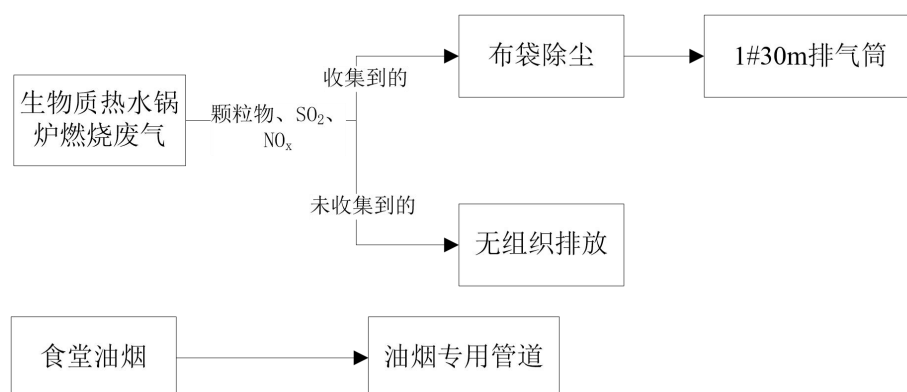 生物质热水锅
炉燃烧废气
颗粒物、SO₂、
NOₓ
收集到的
布袋除尘
1#30m排气筒
未收集到的
无组织排放
食堂油烟
油烟专用管道